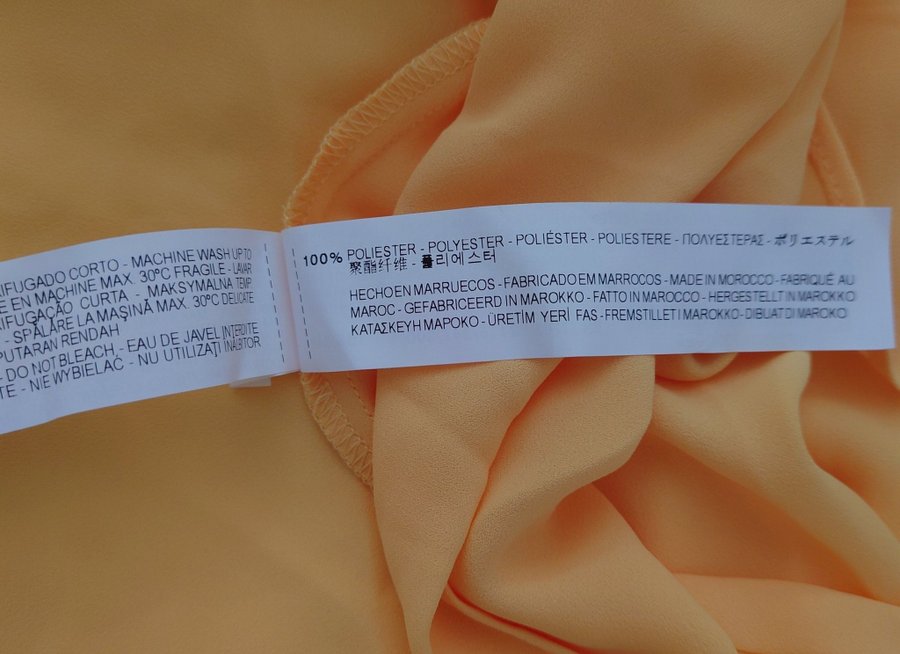 IFUGADO CORTO - MACHINE WASH UP TO
E EN MACHINE MAX. 30ºC FRAGILE - LAVAR
IFUGAÇÃO CURTA - MAKSYMALNA TEMP
- SPĂLARE LA MAŞINĂ MAX. 30ºC DELICATE
PUTARAN RENDAH
DO NOT BLEACH - EAU DE JAVEL INTERDITE
TE - NIE WYBIELAĆ - NU UTILIZAŢI INĂLBITOR
100% POLIESTER - POLYESTER - POLIÉSTER - POLIESTERE - ΠΟΛΥΕΣΤΕΡΑΣ - ポリエステル
聚酯纤维 - 폴리에스터
HECHO EN MARRUECOS - FABRICADO EM MARROCOS - MADE IN MOROCCO - FABRIQUÉ AU
MAROC - GEFABRICEERD IN MAROKKO - FATTO IN MAROCCO - HERGESTELLT IN MAROKKO
ΚΑΤΑΣΚΕΥΗ ΜΑΡΟΚΟ - ÜRETİM YERİ FAS - FREMSTILLET I MAROKKO - DIBUAT DI MAROKO